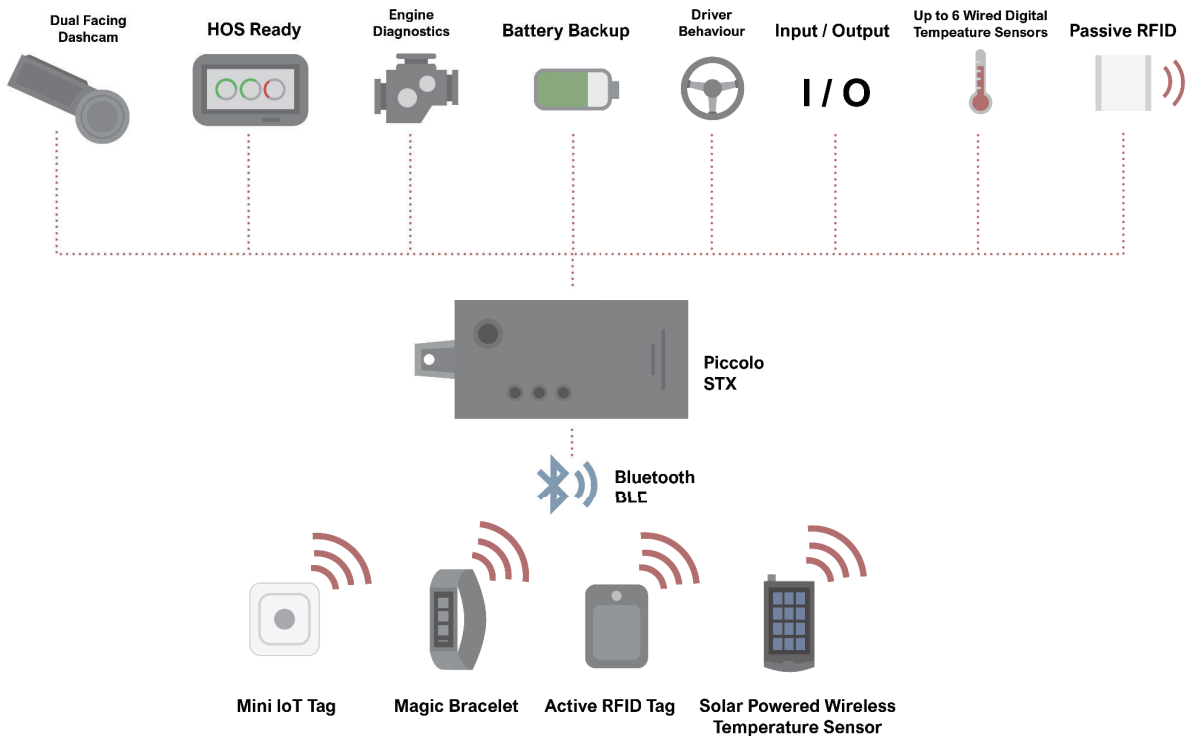 Dual Facing
Dashcam
HOS Ready
Engine
Diagnostics
Battery Backup
Driver
Behaviour
Input / Output
I / O
Up to 6 Wired Digital
Tempeature Sensors
Passive RFID
Piccolo
STX
Bluetooth
BLE
Mini IoT Tag
Magic Bracelet
Active RFID Tag
Solar Powered Wireless
Temperature Sensor